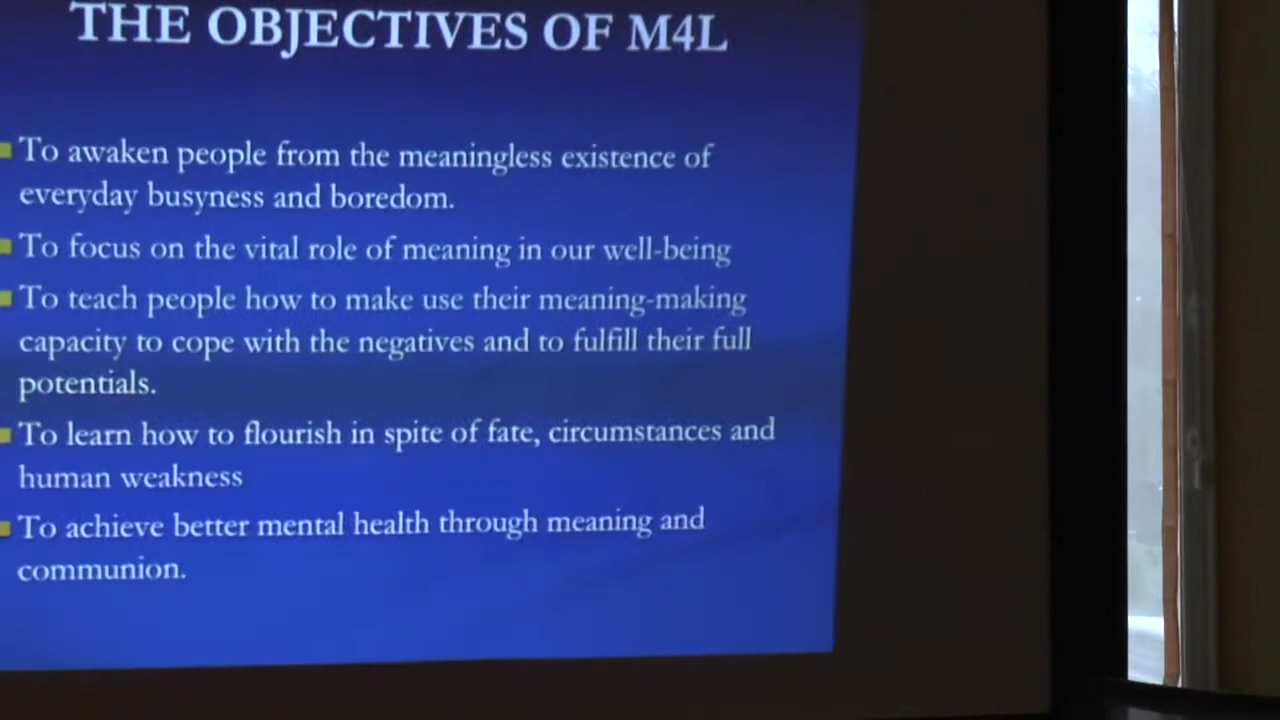 THE OBJECTIVES OF M4L
To awaken people from the meaningless existence of
everyday busyness and boredom.
To focus on the vital role of meaning in our well-being
To teach people how to make use their meaning-making
capacity to cope with the negatives and to fulfill their full
potentials.
To learn how to flourish in spite of fate, circumstances and
human weakness
To achieve better mental health through meaning and
communion.